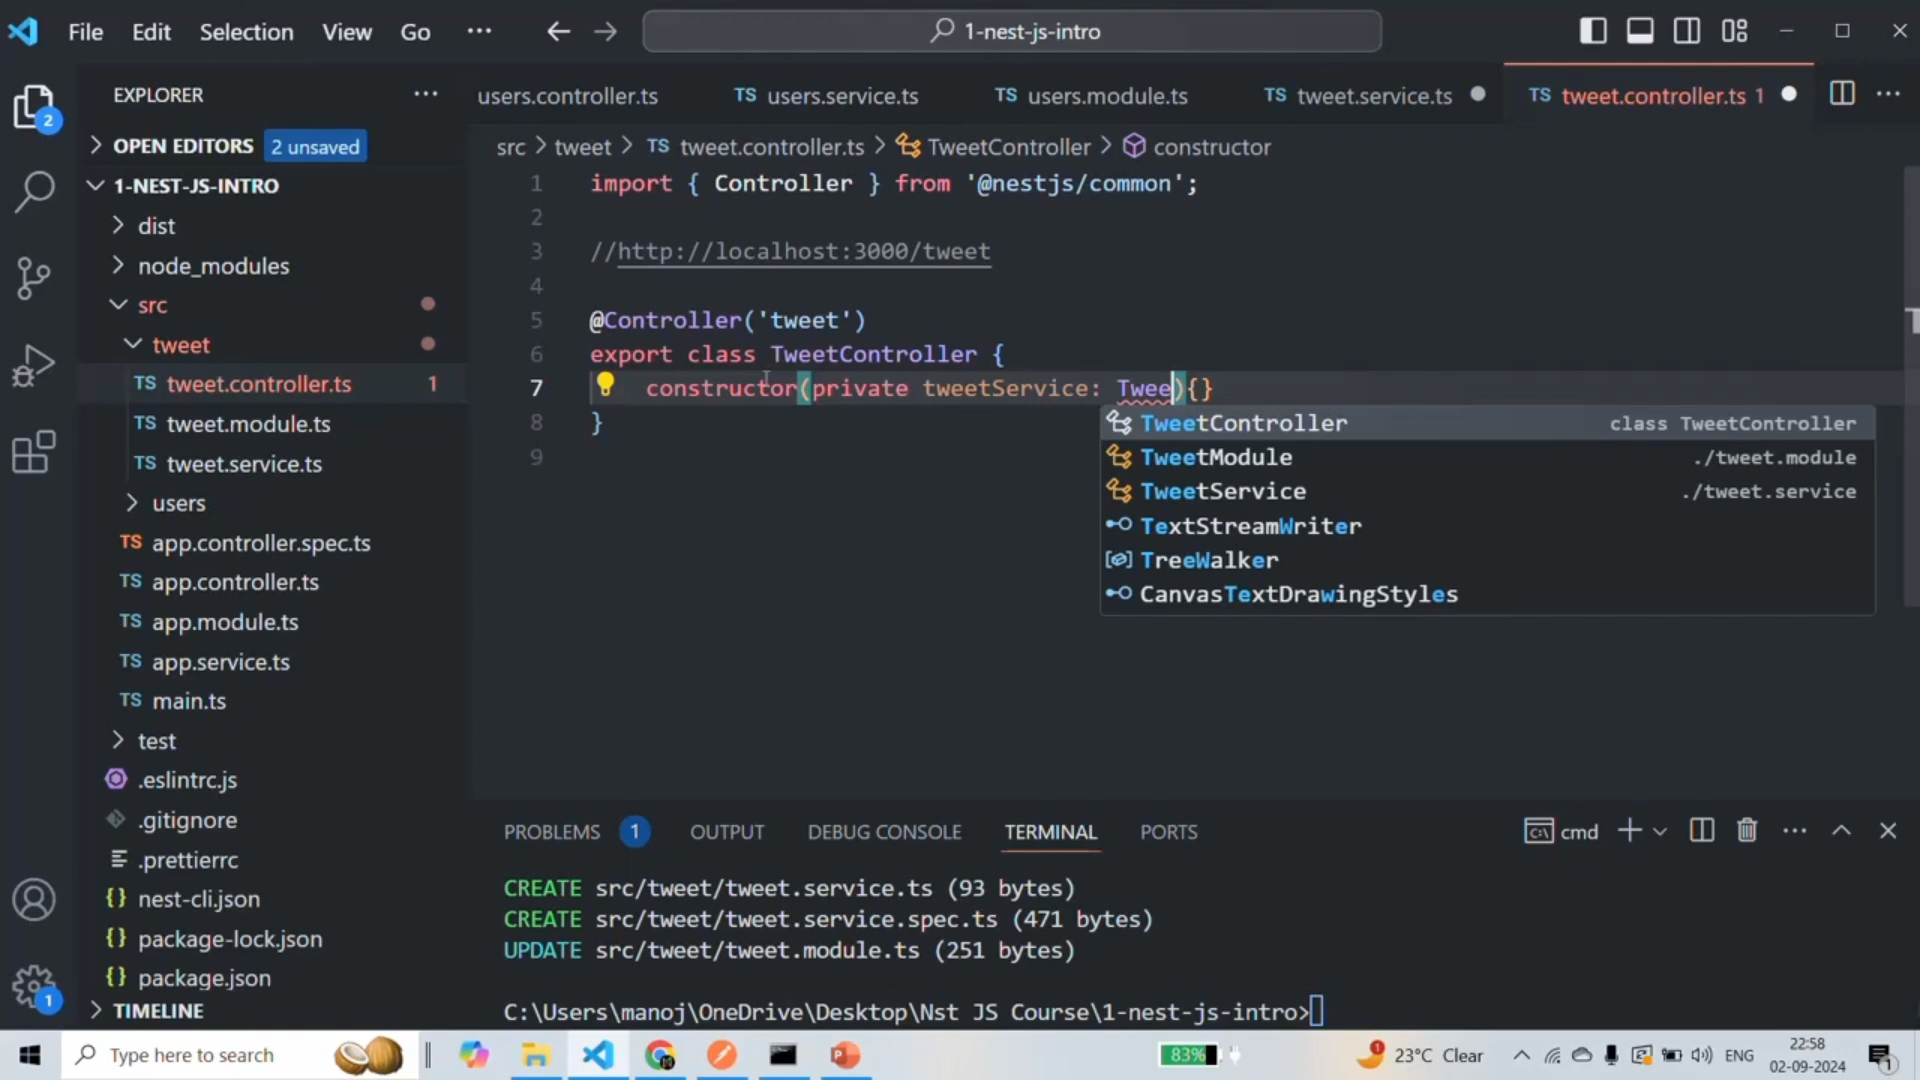 File Edit Selection View Go ··· 1-nest-js-intro
EXPLORER ···
OPEN EDITORS 2 unsaved
1-NEST-JS-INTRO
dist
node_modules
src
tweet
TS tweet.controller.ts 1
TS tweet.module.ts
TS tweet.service.ts
users
TS app.controller.spec.ts
TS app.controller.ts
TS app.module.ts
TS app.service.ts
TS main.ts
test
.eslintrc.js
.gitignore
.prettierrc
{} nest-cli.json
{} package-lock.json
{} package.json
TIMELINE
2
1
users.controller.ts TS users.service.ts TS users.module.ts TS tweet.service.ts TS tweet.controller.ts 1 ···
src > tweet > TS tweet.controller.ts > TweetController > constructor
1 import { Controller } from '@nestjs/common';
2
3 //http://localhost:3000/tweet
4
5 @Controller('tweet')
6 export class TweetController {
7 constructor(private tweetService: Twee){}
8 }
9
TweetController class TweetController
TweetModule ./tweet.module
TweetService ./tweet.service
TextStreamWriter
TreeWalker
CanvasTextDrawingStyles
PROBLEMS 1 OUTPUT DEBUG CONSOLE TERMINAL PORTS cmd ···
CREATE src/tweet/tweet.service.ts (93 bytes)
CREATE src/tweet/tweet.service.spec.ts (471 bytes)
UPDATE src/tweet/tweet.module.ts (251 bytes)
C:\Users\manoj\OneDrive\Desktop\Nst JS Course\1-nest-js-intro>
Type here to search 83% 1 23°C Clear ENG 22:58
02-09-2024 1